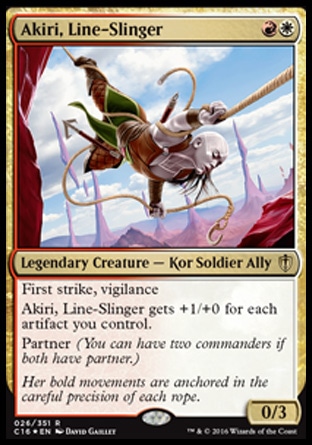 Akiri, Line-Slinger
Legendary Creature — Kor Soldier Ally
First strike, vigilance
Akiri, Line-Slinger gets +1/+0 for each
artifact you control.
Partner (You can have two commanders if
both have partner.)
Her bold movements are anchored in the
careful precision of each rope.
0/3
026/351 R
C16 ★ EN DAVID GAILLET
™ & © 2016 Wizards of the Coast